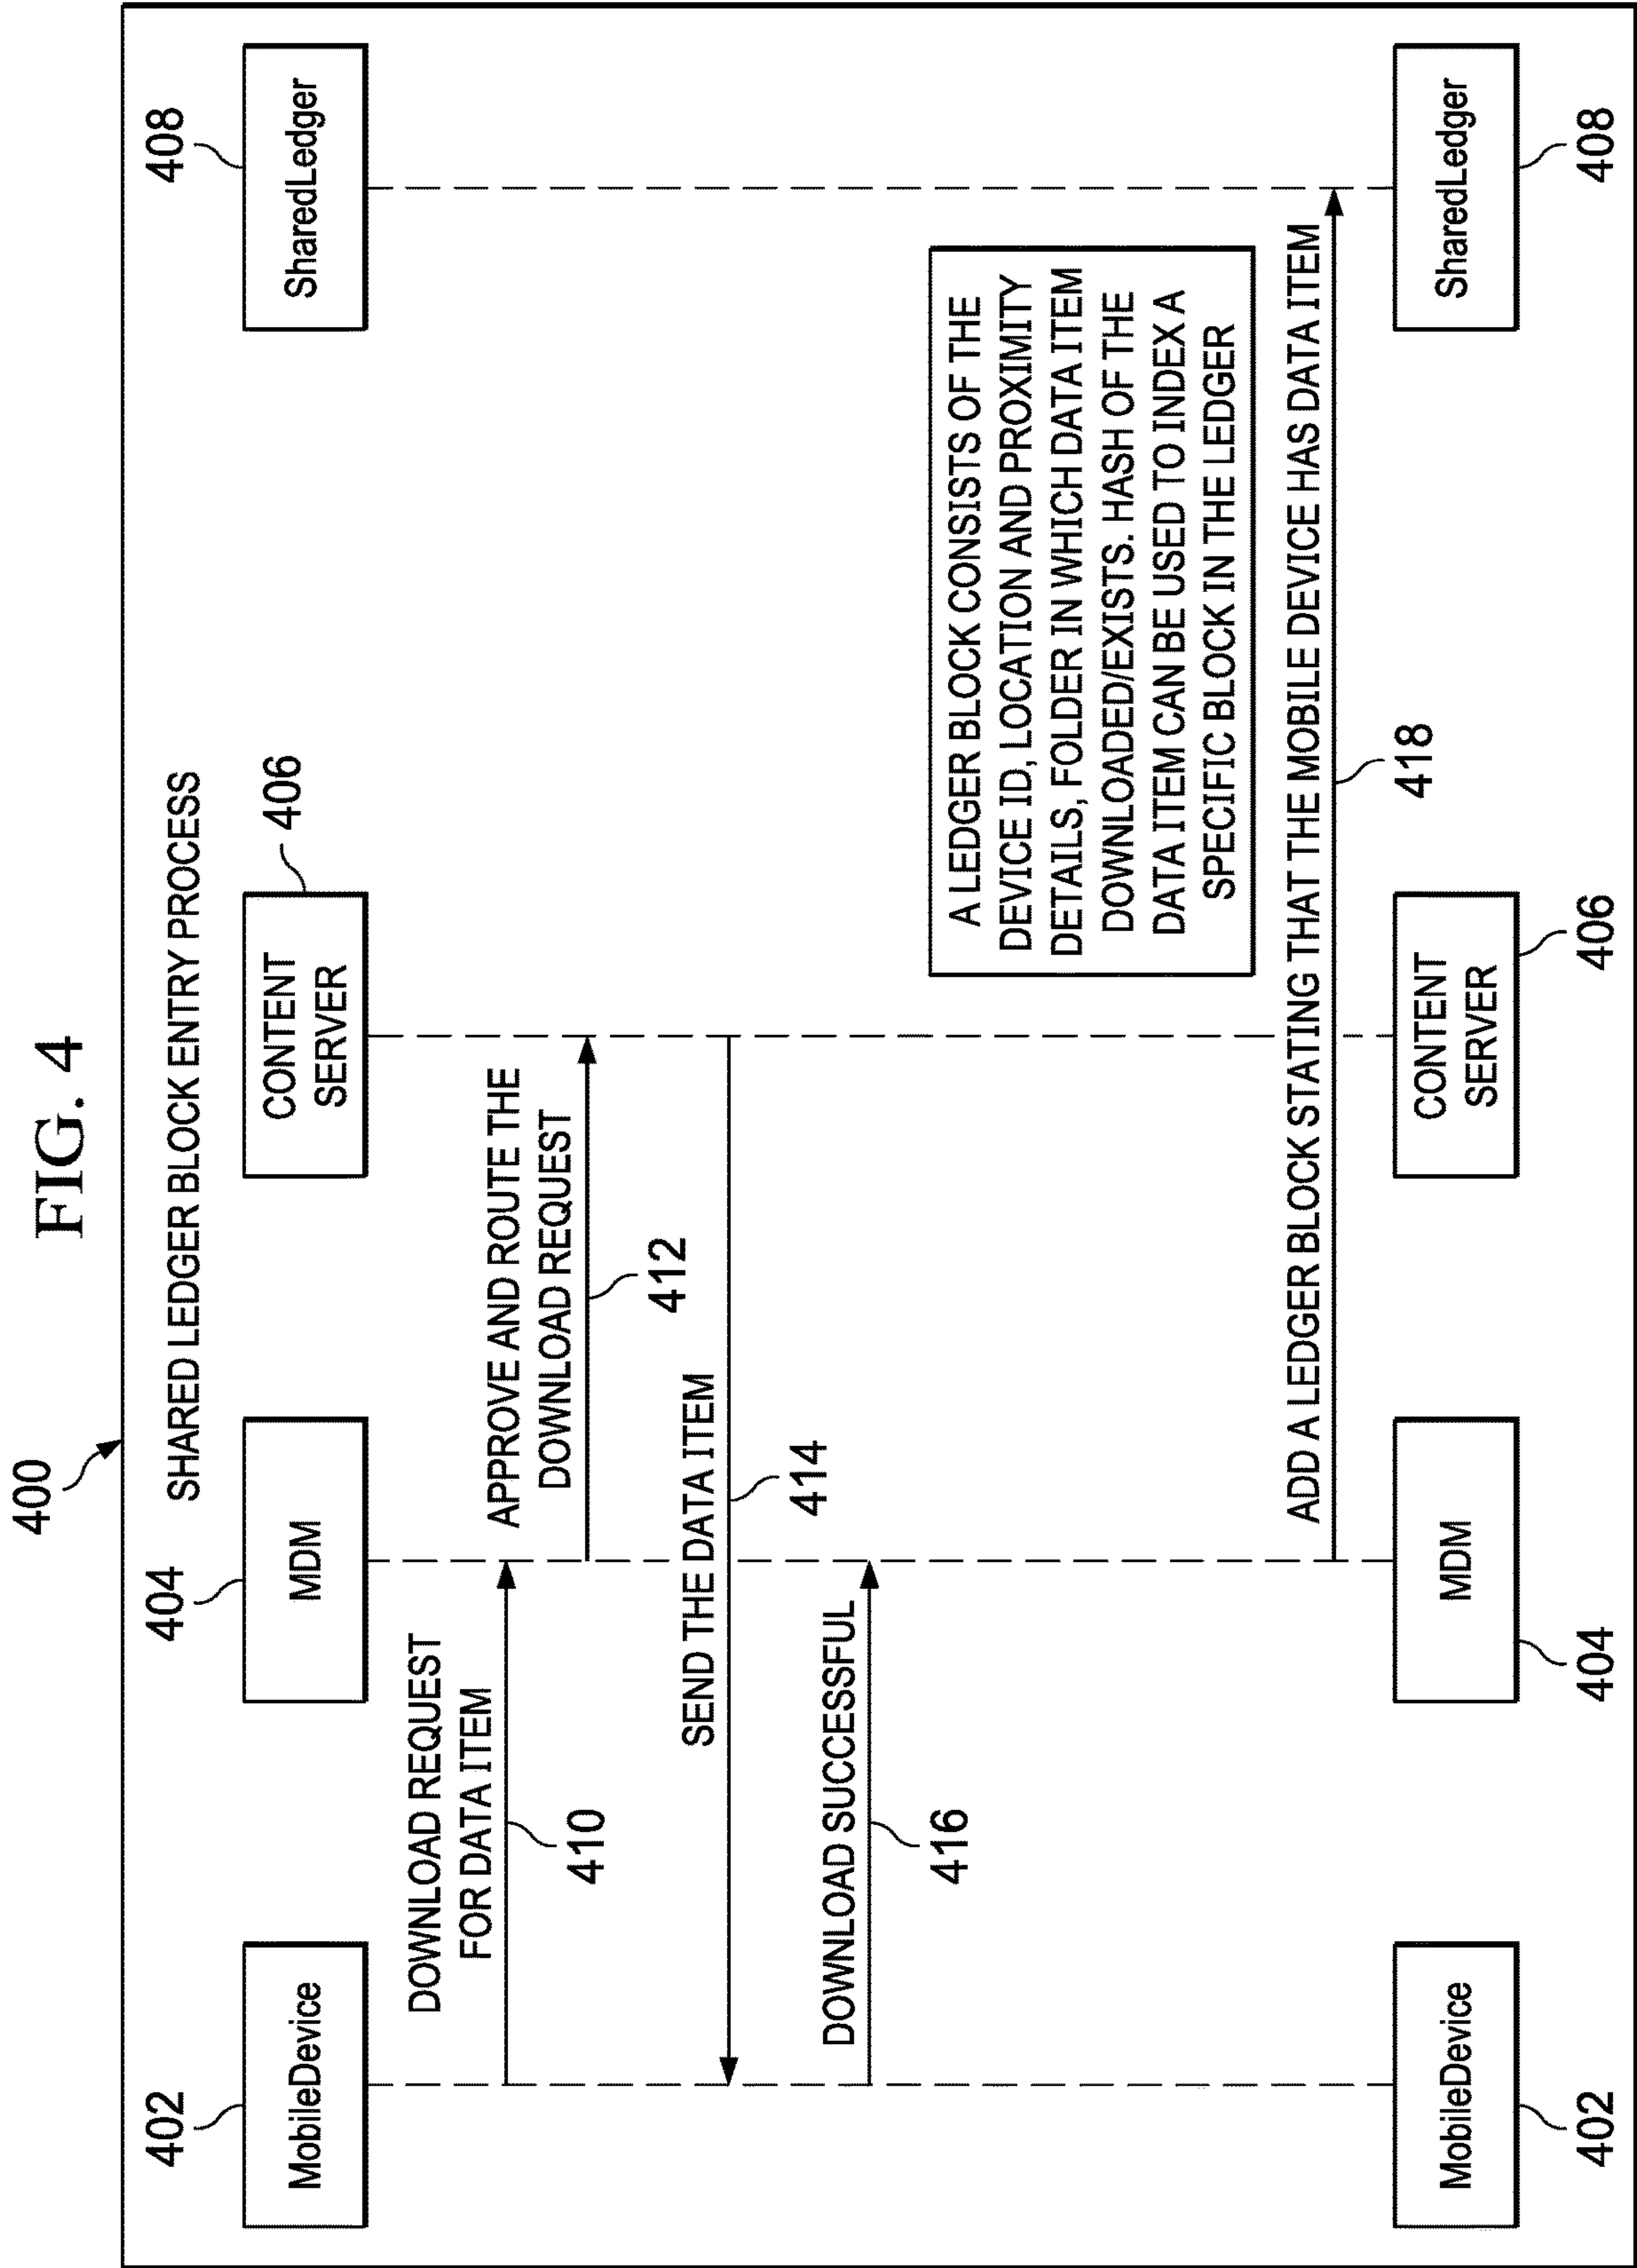 FIG. 4
400
SHARED LEDGER BLOCK ENTRY PROCESS
402
404
406
408
MobileDevice
MDM
CONTENT
SERVER
SharedLedger
DOWNLOAD REQUEST
FOR DATA ITEM
410
APPROVE AND ROUTE THE
DOWNLOAD REQUEST
412
SEND THE DATA ITEM
414
DOWNLOAD SUCCESSFUL
416
A LEDGER BLOCK CONSISTS OF THE
DEVICE ID, LOCATION AND PROXIMITY
DETAILS, FOLDER IN WHICH DATA ITEM
DOWNLOADED/EXISTS. HASH OF THE
DATA ITEM CAN BE USED TO INDEX A
SPECIFIC BLOCK IN THE LEDGER
ADD A LEDGER BLOCK STATING THAT THE MOBILE DEVICE HAS DATA ITEM
418
MobileDevice
MDM
CONTENT
SERVER
SharedLedger
402
404
406
408